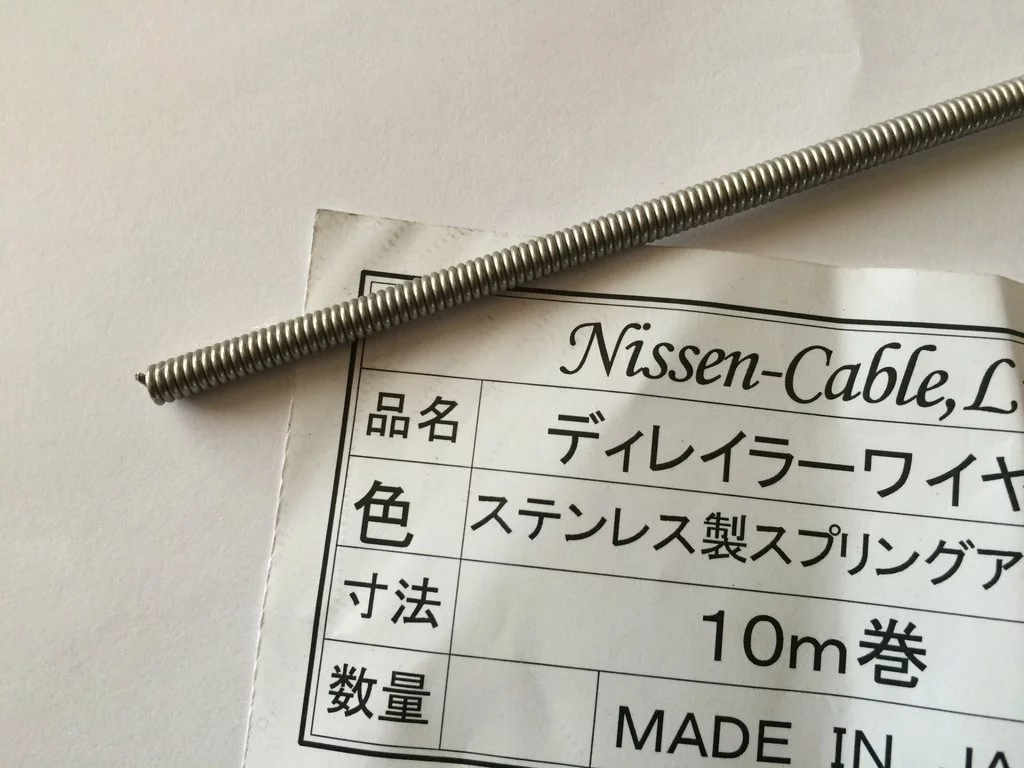 Nissen-Cable, L
品名 ディレイラーワイヤ
色 ステンレス製スプリングア
寸法 10m巻
数量 MADE IN JA